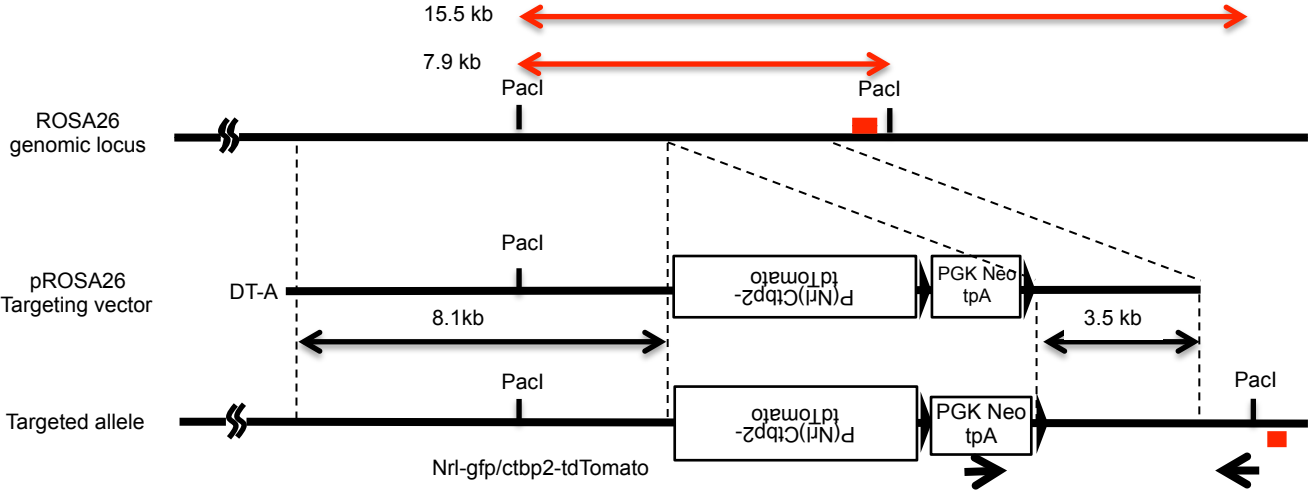 15.5 kb
7.9 kb
PacI
PacI
ROSA26
genomic locus
PacI
pROSA26
Targeting vector
DT-A
P(Nrl)Ctbp2-
tdTomato
PGK Neo
tpA
8.1kb
3.5 kb
PacI
PacI
Targeted allele
P(Nrl)Ctbp2-
tdTomato
PGK Neo
tpA
Nrl-gfp/ctbp2-tdTomato